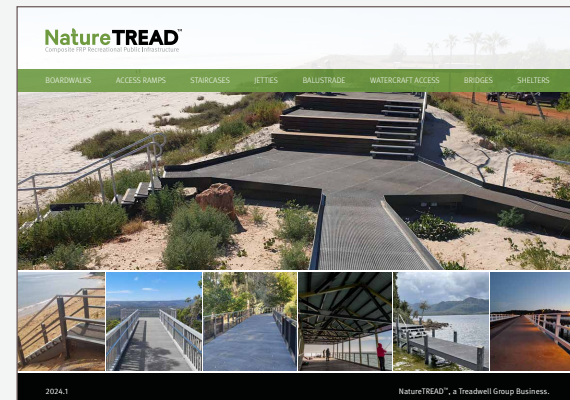 NatureTREAD™
Composite FRP Recreational Public Infrastructure
BOARDWALKS ACCESS RAMPS STAIRCASES JETTIES BALUSTRADE WATERCRAFT ACCESS BRIDGES SHELTERS
2024.1 NatureTREAD™, a Treadwell Group Business.